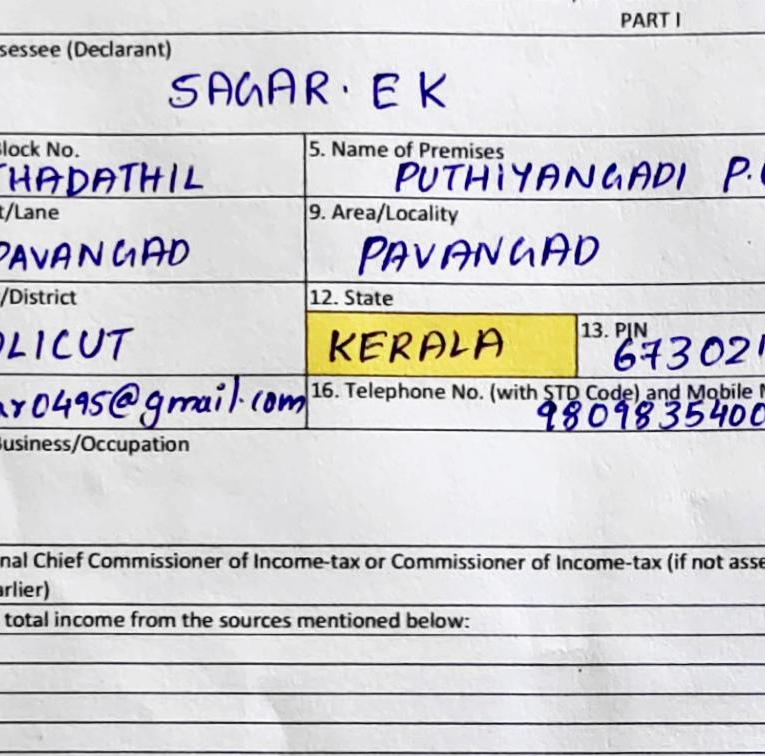 PART I
sessee (Declarant)
SAGAR. E K
lock No.
THADATHIL
5. Name of Premises
PUTHIYANGADI P.
t/Lane
PAVANGAD
9. Area/Locality
PAVANGAD
/District
OLICUT
12. State
KERALA
13. PIN
673021
ar0495@gmail.com
16. Telephone No. (with STD Code) and Mobile N
9809835400
Business/Occupation
nal Chief Commissioner of Income-tax or Commissioner of Income-tax (if not asse
arlier)
total income from the sources mentioned below: